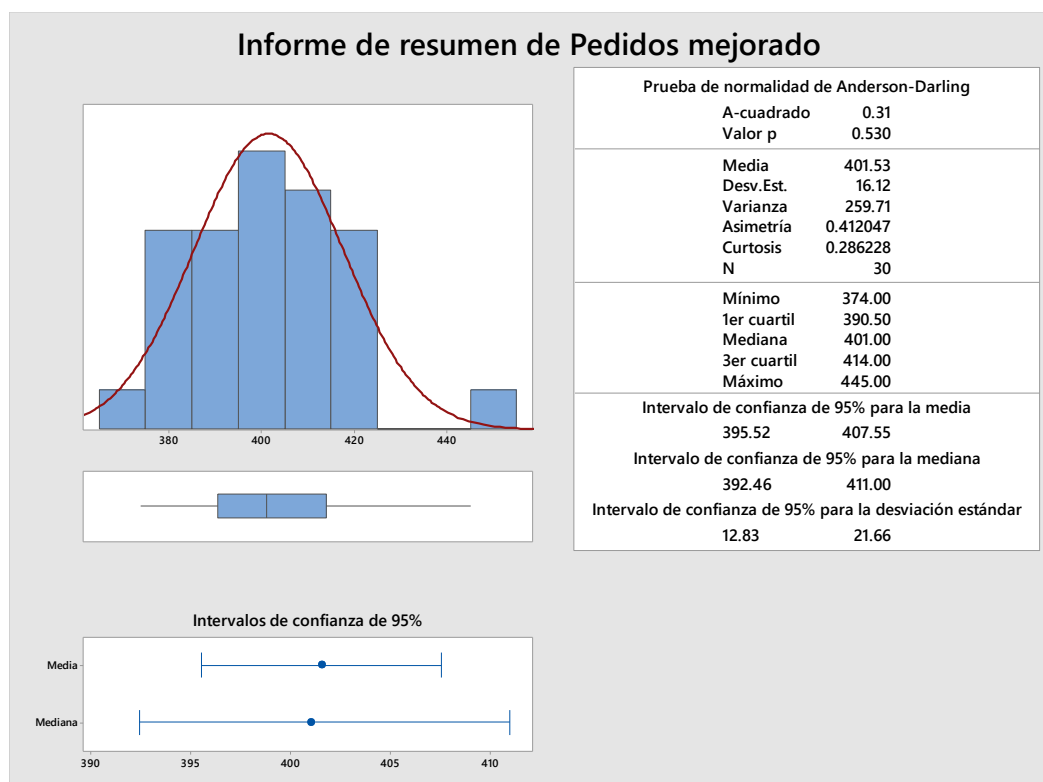 Informe de resumen de Pedidos mejorado
380 400 420 440
Intervalos de confianza de 95%
Media
Mediana
390 395 400 405 410
Prueba de normalidad de Anderson-Darling
A-cuadrado 0.31
Valor p 0.530
Media 401.53
Desv.Est. 16.12
Varianza 259.71
Asimetría 0.412047
Curtosis 0.286228
N 30
Mínimo 374.00
1er cuartil 390.50
Mediana 401.00
3er cuartil 414.00
Máximo 445.00
Intervalo de confianza de 95% para la media
395.52 407.55
Intervalo de confianza de 95% para la mediana
392.46 411.00
Intervalo de confianza de 95% para la desviación estándar
12.83 21.66